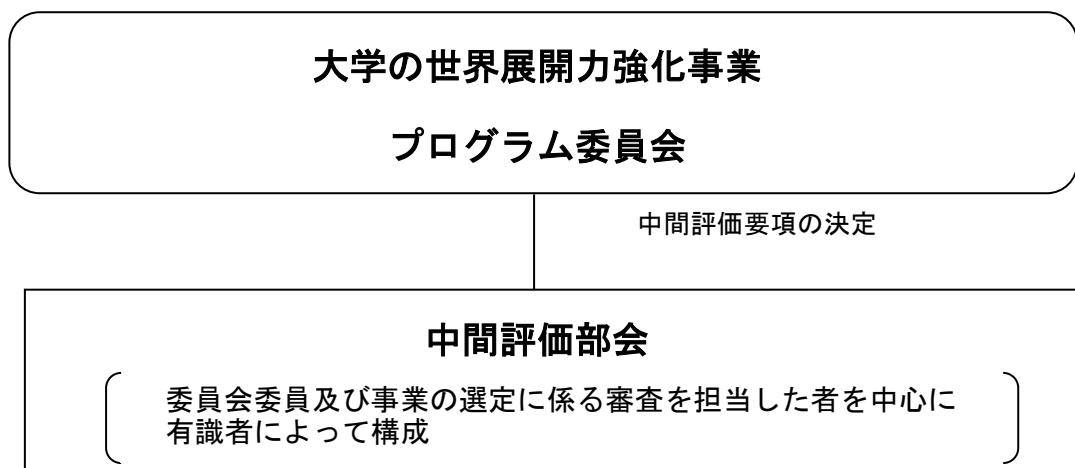 大学の世界展開力強化事業
プログラム委員会
中間評価要項の決定
中間評価部会
委員会委員及び事業の選定に係る審査を担当した者を中心に
有識者によって構成